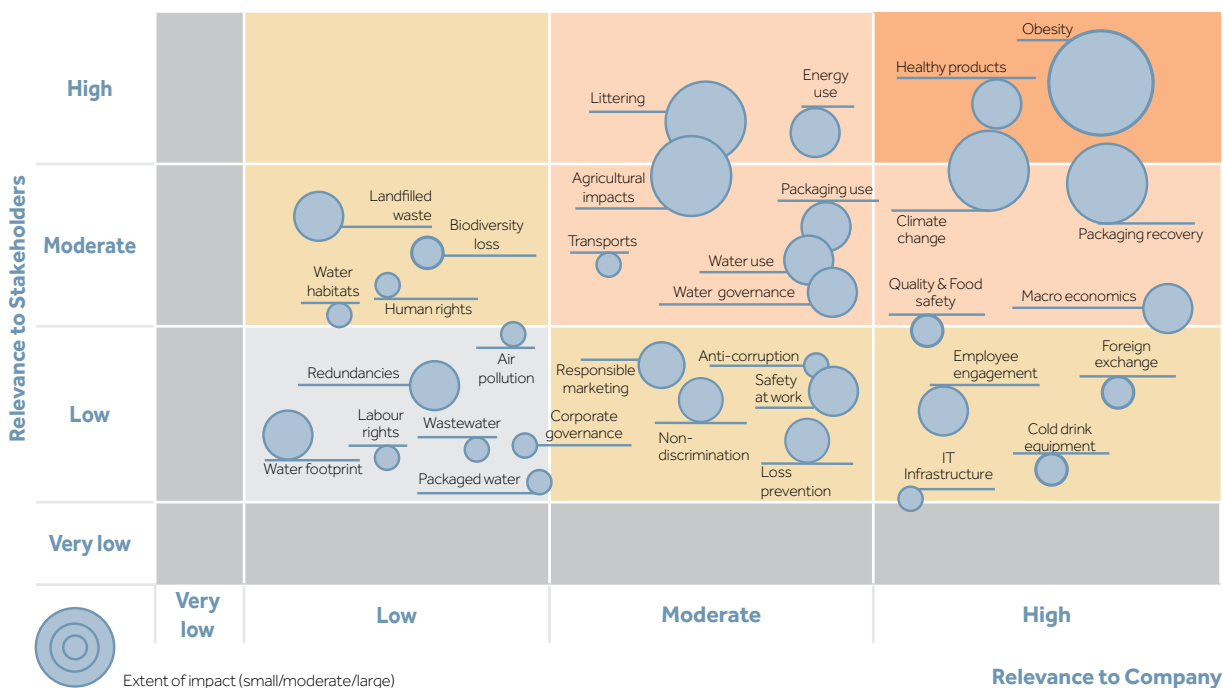 Relevance to Stakeholders
High
Moderate
Low
Very low
Obesity
Healthy products
Energy
use
Littering
Agricultural
impacts
Packaging use
Climate
change
Packaging recovery
Landfilled
waste
Biodiversity
loss
Transports
Water use
Water governance
Water
habitats
Human rights
Quality & Food
safety
Macro economics
Air
pollution
Redundancies
Responsible
marketing
Anti-corruption
Safety
at work
Employee
engagement
Foreign
exchange
Labour
rights
Wastewater
Corporate
governance
Non-
discrimination
Cold drink
equipment
Water footprint
Packaged water
Loss
prevention
IT
Infrastructure
Very
low
Low
Moderate
High
Extent of impact (small/moderate/large)
Relevance to Company